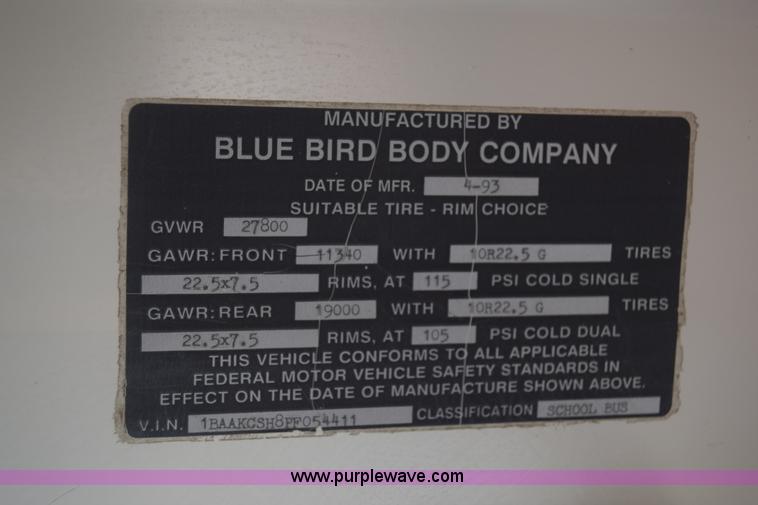 MANUFACTURED BY
BLUE BIRD BODY COMPANY
DATE OF MFR. 4-93
SUITABLE TIRE - RIM CHOICE
GVWR 27800
GAWR: FRONT 11340 WITH 10R22.5 G TIRES
22.5x7.5 RIMS, AT 115 PSI COLD SINGLE
GAWR: REAR 19000 WITH 10R22.5 G TIRES
22.5x7.5 RIMS, AT 105 PSI COLD DUAL
THIS VEHICLE CONFORMS TO ALL APPLICABLE
FEDERAL MOTOR VEHICLE SAFETY STANDARDS IN
EFFECT ON THE DATE OF MANUFACTURE SHOWN ABOVE.
V.I.N. 1BAAKCSH8PF054411 CLASSIFICATION SCHOOL BUS
www.purplewave.com